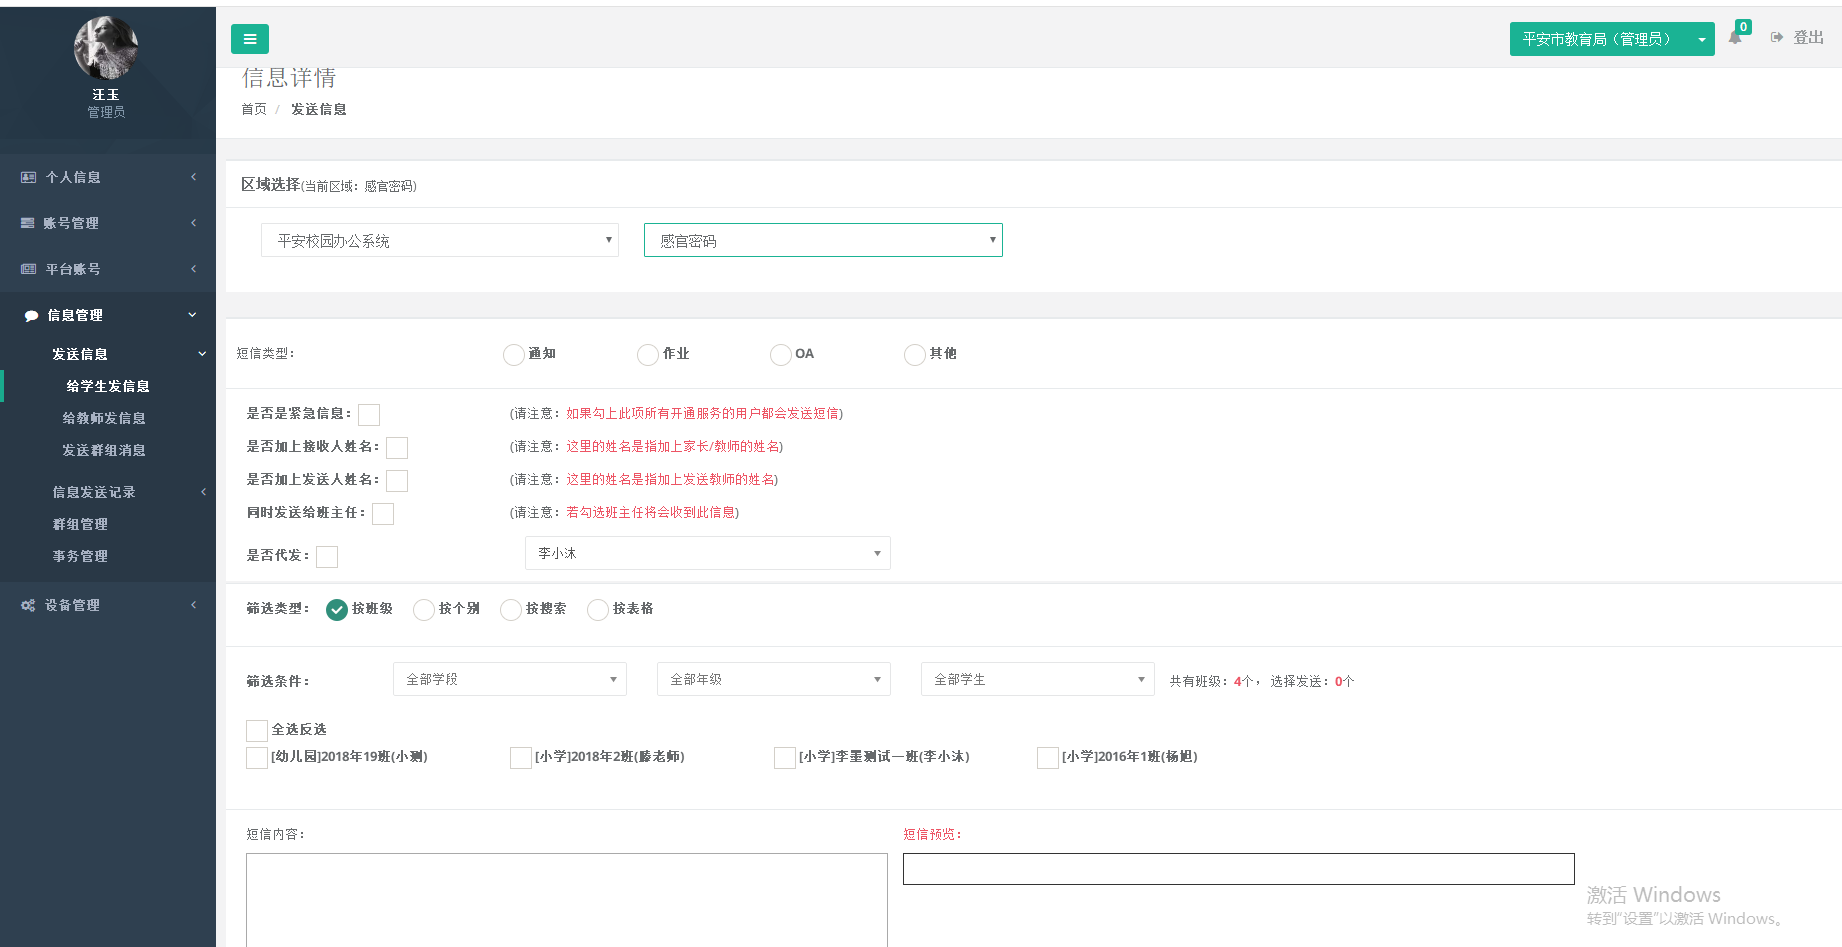 汪玉
管理员
个人信息
账号管理
平台账号
信息管理
发送信息
给学生发信息
给教师发信息
发送群组消息
信息发送记录
群组管理
事务管理
设备管理
平安市教育局（管理员）
0
登出
信息详情
首页 / 发送信息
区域选择(当前区域：感官密码)
平安校园办公系统
感官密码
短信类型：
通知
作业
OA
其他
是否是紧急信息：
(请注意：如果勾上此项所有开通服务的用户都会发送短信)
是否加上接收人姓名：
(请注意：这里的姓名是指加上家长/教师的姓名)
是否加上发送人姓名：
(请注意：这里的姓名是指加上发送教师的姓名)
同时发送给班主任：
(请注意：若勾选班主任将会收到此信息)
是否代发：
李小沐
筛选类型：
按班级
按个别
按搜索
按表格
筛选条件：
全部学段
全部年级
全部学生
共有班级：4个，选择发送：0个
全选反选
[幼儿园]2018年19班(小测)
[小学]2018年2班(滕老师)
[小学]李墨测试一班(李小沐)
[小学]2016年1班(杨旭)
短信内容：
短信预览：
激活 Windows
转到“设置”以激活 Windows。